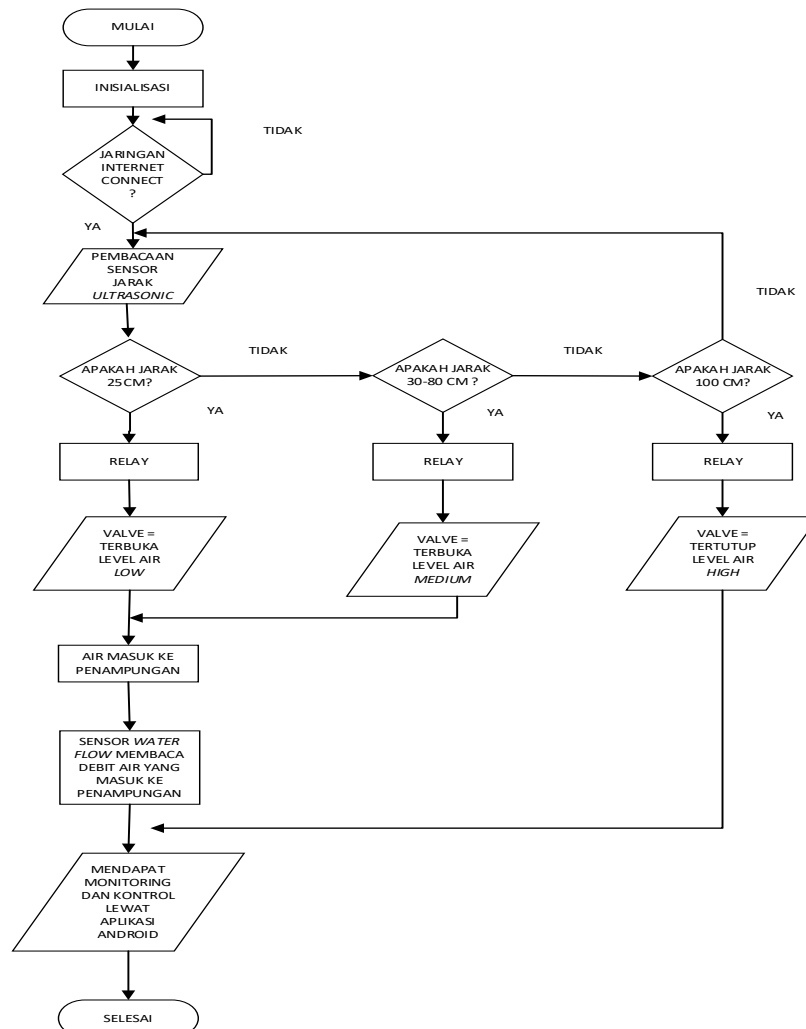 MULAI
INISIALISASI
TIDAK
JARINGAN
INTERNET
CONNECT
?
YA
PEMBACAAN
SENSOR
JARAK
ULTRASONIC
TIDAK
APAKAH JARAK
25CM?
TIDAK
APAKAH JARAK
30-80 CM ?
TIDAK
APAKAH JARAK
100 CM?
YA
YA
YA
RELAY
RELAY
RELAY
VALVE =
TERBUKA
LEVEL AIR
LOW
VALVE =
TERBUKA
LEVEL AIR
MEDIUM
VALVE =
TERTUTUP
LEVEL AIR
HIGH
AIR MASUK KE
PENAMPUNGAN
SENSOR WATER
FLOW MEMBACA
DEBIT AIR YANG
MASUK KE
PENAMPUNGAN
MENDAPAT
MONITORING
DAN KONTROL
LEWAT
APLIKASI
ANDROID
SELESAI